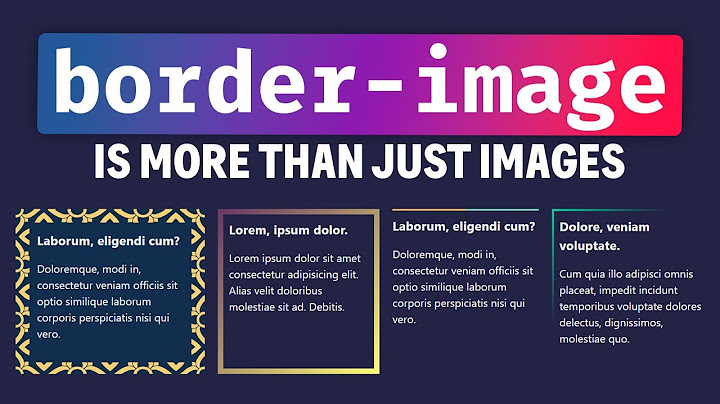 border-image
IS MORE THAN JUST IMAGES
Laborum, eligendi cum?
Doloremque, modi in,
consectetur veniam officiis sit
optio similique laborum
corporis perspiciatis nisi qui
vero.
Lorem, ipsum dolor.
Lorem ipsum dolor sit amet
consectetur adipisicing elit.
Alias velit doloribus
molestiae sit ad. Debitis.
Laborum, eligendi cum?
Doloremque, modi in,
consectetur veniam officiis sit
optio similique laborum
corporis perspiciatis nisi qui
vero.
Dolore, veniam
voluptate.
Cum quia illo adipisci omnis
placeat, impedit incidunt
temporibus voluptate dolores
delectus, dignissimos,
molestiae quo.